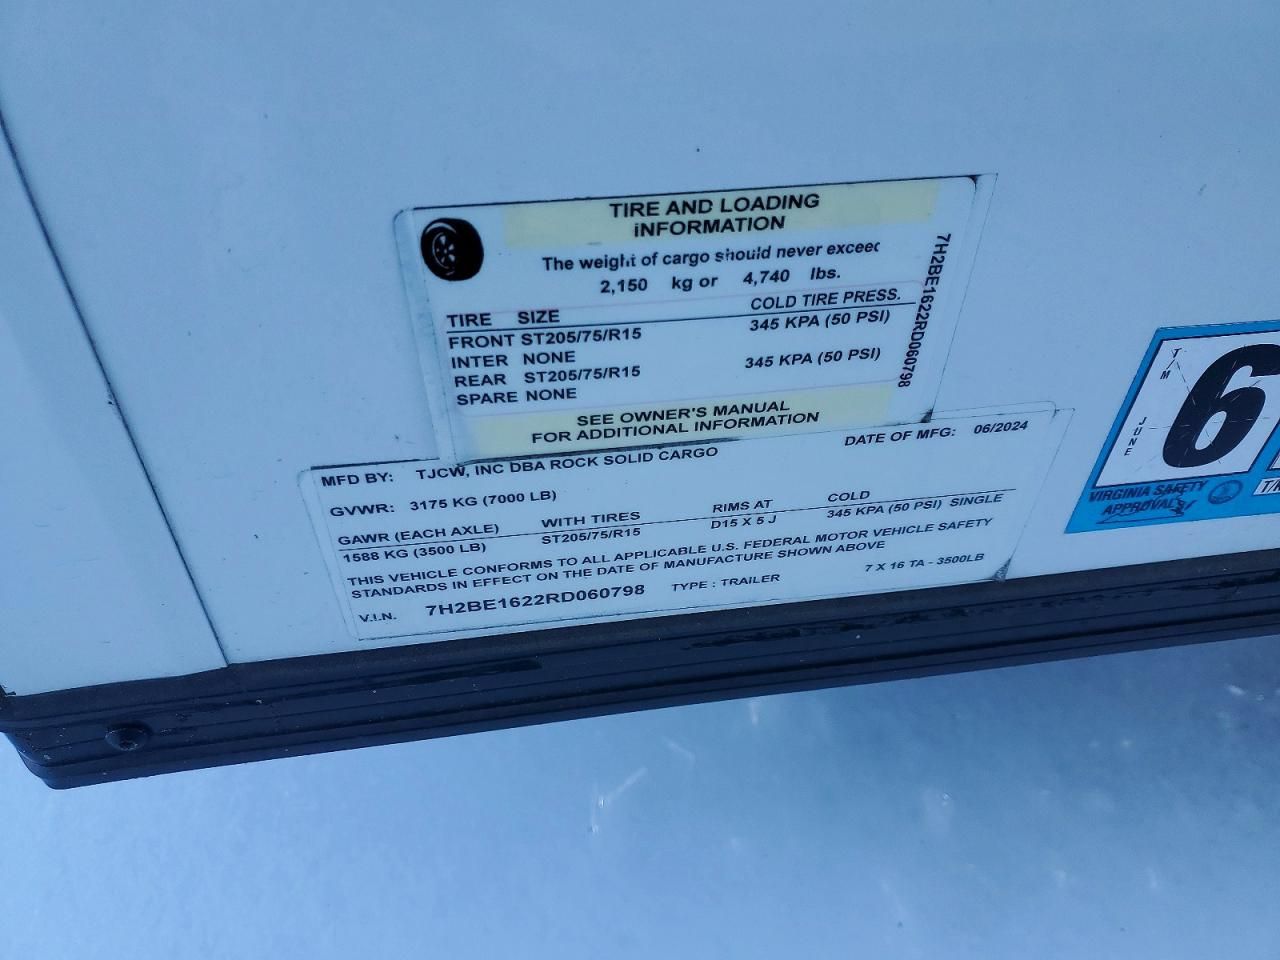 TIRE AND LOADING
iNFORMATION
The weight of cargo should never exceed
2,150 kg or 4,740 lbs.
TIRE SIZE COLD TIRE PRESS.
FRONT ST205/75/R15 345 KPA (50 PSI)
INTER NONE
REAR ST205/75/R15 345 KPA (50 PSI)
SPARE NONE
SEE OWNER'S MANUAL
FOR ADDITIONAL INFORMATION
7H2BE1622RD060798
MFD BY: TJCW, INC DBA ROCK SOLID CARGO DATE OF MFG: 06/2024
GVWR: 3175 KG (7000 LB)
GAWR (EACH AXLE) WITH TIRES RIMS AT COLD
1588 KG (3500 LB) ST205/75/R15 D15 X 5 J 345 KPA (50 PSI) SINGLE
THIS VEHICLE CONFORMS TO ALL APPLICABLE U.S. FEDERAL MOTOR VEHICLE SAFETY
STANDARDS IN EFFECT ON THE DATE OF MANUFACTURE SHOWN ABOVE
V.I.N. 7H2BE1622RD060798 TYPE : TRAILER 7 X 16 TA - 3500LB
T/M
6
JUNE
VIRGINIA SAFETY
APPROVAL